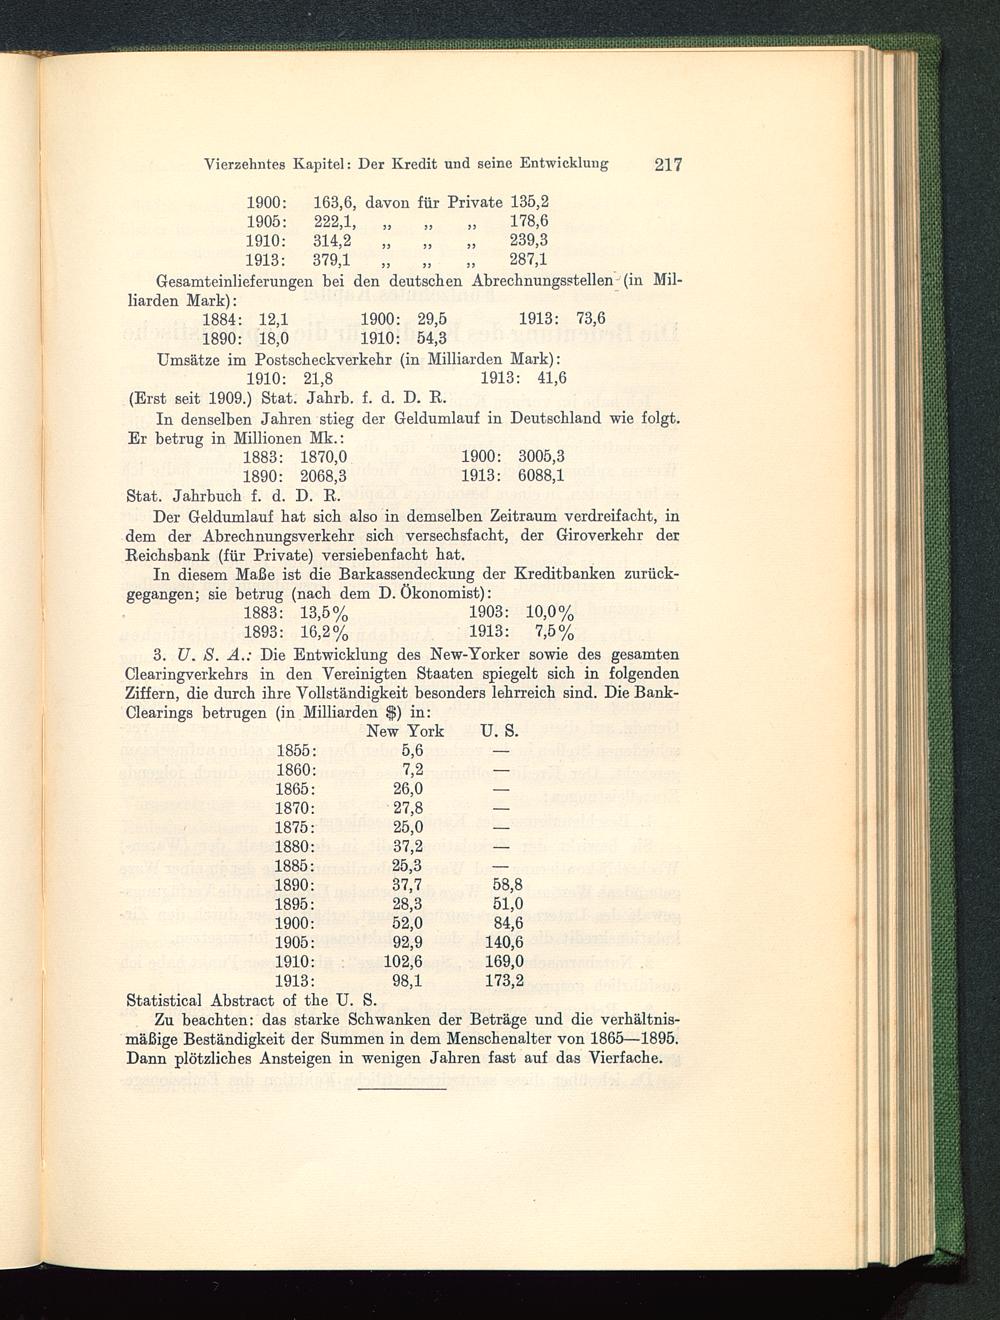 Vierzehntes Kapitel: Der Kredit und seine Entwicklung 217
1900: 163,6, davon für Private 135,2
1905: 222,1, „ „ „ 178,6
1910: 314,2 „ „ „ 239,3
1913: 379,1 „ „ „ 287,1
Gesamteinlieferungen bei den deutschen Abrechnungsstellen (in Mil-
liarden Mark):
1884: 12,1 1900: 29,5 1913: 73,6
1890: 18,0 1910: 54,3
Umsätze im Postscheckverkehr (in Milliarden Mark):
1910: 21,8 1913: 41,6
(Erst seit 1909.) Stat. Jahrb. f. d. D. R.
In denselben Jahren stieg der Geldumlauf in Deutschland wie folgt.
Er betrug in Millionen Mk.:
1883: 1870,0 1900: 3005,3
1890: 2068,3 1913: 6088,1
Stat. Jahrbuch f. d. D. R.
Der Geldumlauf hat sich also in demselben Zeitraum verdreifacht, in
dem der Abrechnungsverkehr sich versechsfacht, der Giroverkehr der
Reichsbank (für Private) versiebenfacht hat.
In diesem Maße ist die Barkassendeckung der Kreditbanken zurück-
gegangen; sie betrug (nach dem D. Ökonomist):
1883: 13,5% 1903: 10,0%
1893: 16,2% 1913: 7,5%
3. U. S. A.: Die Entwicklung des New-Yorker sowie des gesamten
Clearingverkehrs in den Vereinigten Staaten spiegelt sich in folgenden
Ziffern, die durch ihre Vollständigkeit besonders lehrreich sind. Die Bank-
Clearings betrugen (in Milliarden $) in:
New York U. S.
1855: 5,6 —
1860: 7,2 —
1865: 26,0 —
1870: 27,8 —
1875: 25,0 —
1880: 37,2 —
1885: 25,3 —
1890: 37,7 58,8
1895: 28,3 51,0
1900: 52,0 84,6
1905: 92,9 140,6
1910: 102,6 169,0
1913: 98,1 173,2
Statistical Abstract of the U. S.
Zu beachten: das starke Schwanken der Beträge und die verhältnis-
mäßige Beständigkeit der Summen in dem Menschenalter von 1865—1895.
Dann plötzliches Ansteigen in wenigen Jahren fast auf das Vierfache.